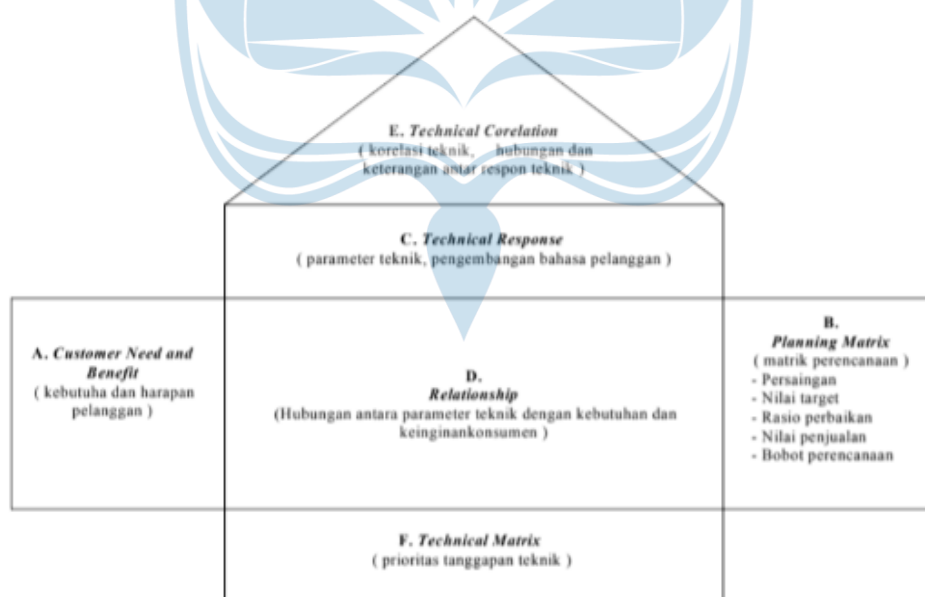 E. Technical Corelation
( korelasi teknik, hubungan dan
keterangan antar respon teknik )
C. Technical Response
( parameter teknik, pengembangan bahasa pelanggan )
A. Customer Need and
Benefit
( kebutuha dan harapan
pelanggan )
D.
Relationship
(Hubungan antara parameter teknik dengan kebutuhan dan
keinginankonsumen )
B.
Planning Matrix
( matrik perencanaan )
- Persaingan
- Nilai target
- Rasio perbaikan
- Nilai penjualan
- Bobot perencanaan
F. Technical Matrix
( prioritas tanggapan teknik )